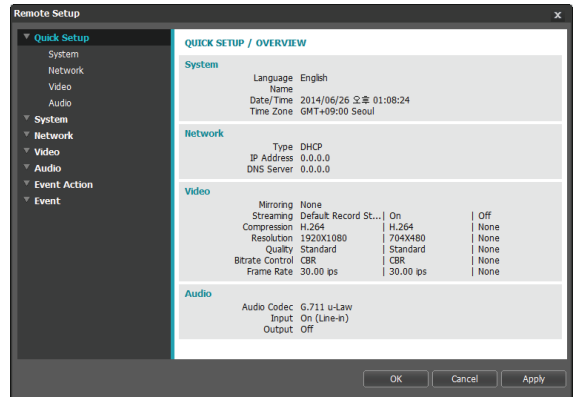 Remote Setup x
Quick Setup
System
Network
Video
Audio
System
Network
Video
Audio
Event Action
Event
QUICK SETUP / OVERVIEW
System
Language English
Name
Date/Time 2014/06/26 오후 01:08:24
Time Zone GMT+09:00 Seoul
Network
Type DHCP
IP Address 0.0.0.0
DNS Server 0.0.0.0
Video
Mirroring None
Streaming Default Record St...| On | Off
Compression H.264 | H.264 | None
Resolution 1920X1080 | 704X480 | None
Quality Standard | Standard | None
Bitrate Control CBR | CBR | None
Frame Rate 30.00 ips | 30.00 ips | None
Audio
Audio Codec G.711 u-Law
Input On (Line-in)
Output Off
OK Cancel Apply